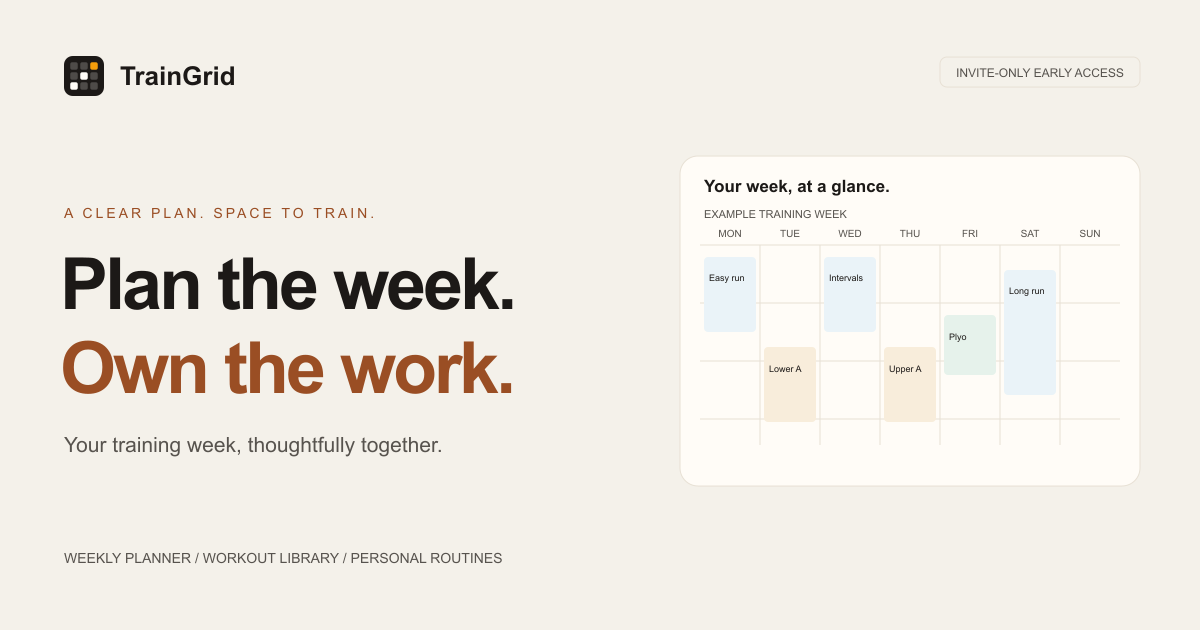 TrainGrid
INVITE-ONLY EARLY ACCESS
A CLEAR PLAN. SPACE TO TRAIN.
Plan the week.
Own the work.
Your training week, thoughtfully together.
WEEKLY PLANNER / WORKOUT LIBRARY / PERSONAL ROUTINES
Your week, at a glance.
EXAMPLE TRAINING WEEK
MON TUE WED THU FRI SAT SUN
Easy run
Intervals
Long run
Plyo
Lower A
Upper A